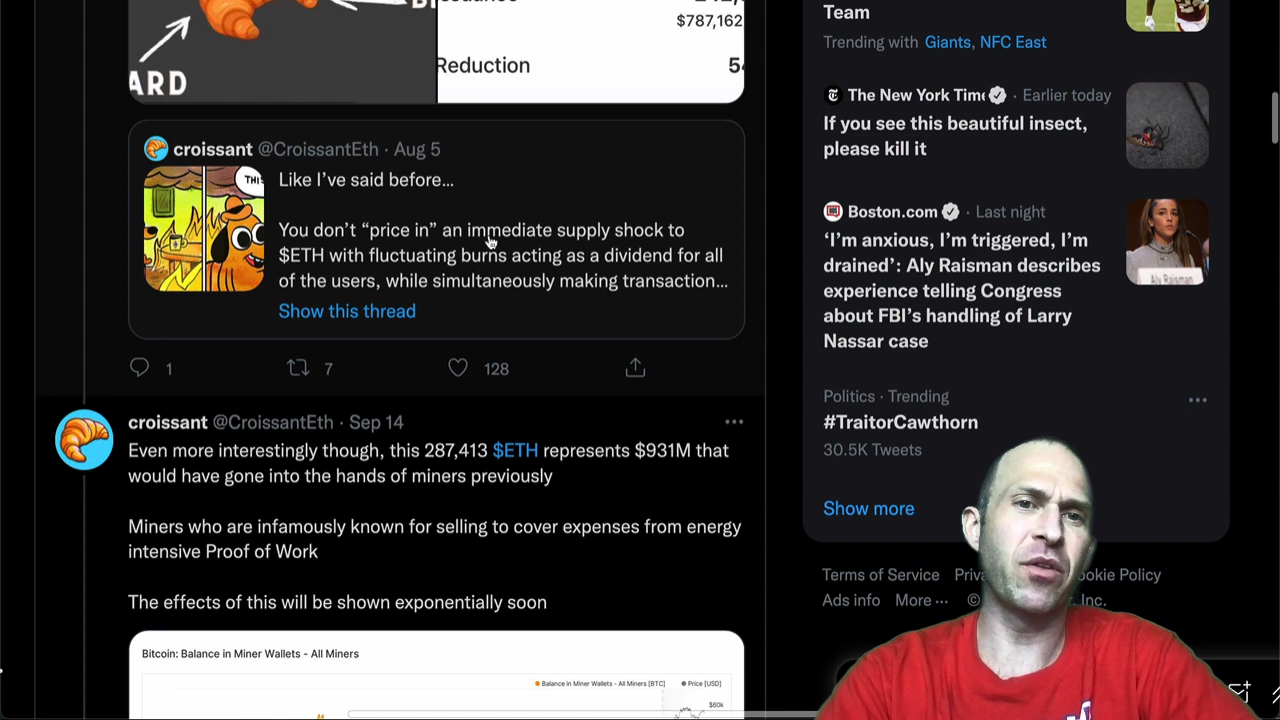 $787,162
ARD
Reduction
croissant @CroissantEth · Aug 5
Like I've said before...
You don't “price in” an immediate supply shock to
$ETH with fluctuating burns acting as a dividend for all
of the users, while simultaneously making transaction...
Show this thread
1 7 128
croissant @CroissantEth · Sep 14
Even more interestingly though, this 287,413 $ETH represents $931M that
would have gone into the hands of miners previously
Miners who are infamously known for selling to cover expenses from energy
intensive Proof of Work
The effects of this will be shown exponentially soon
Bitcoin: Balance in Miner Wallets - All Miners
Balance in Miner Wallets - All Miners [BTC] Price [USD]
$60k
Team
Trending with Giants, NFC East
The New York Time · Earlier today
If you see this beautiful insect,
please kill it
Boston.com · Last night
‘I’m anxious, I’m triggered, I’m
drained’: Aly Raisman describes
experience telling Congress
about FBI’s handling of Larry
Nassar case
Aly Raisman
Politics · Trending
#TraitorCawthorn
30.5K Tweets
Show more
Terms of Service Priva ookie Policy
Ads info More ··· © Inc.